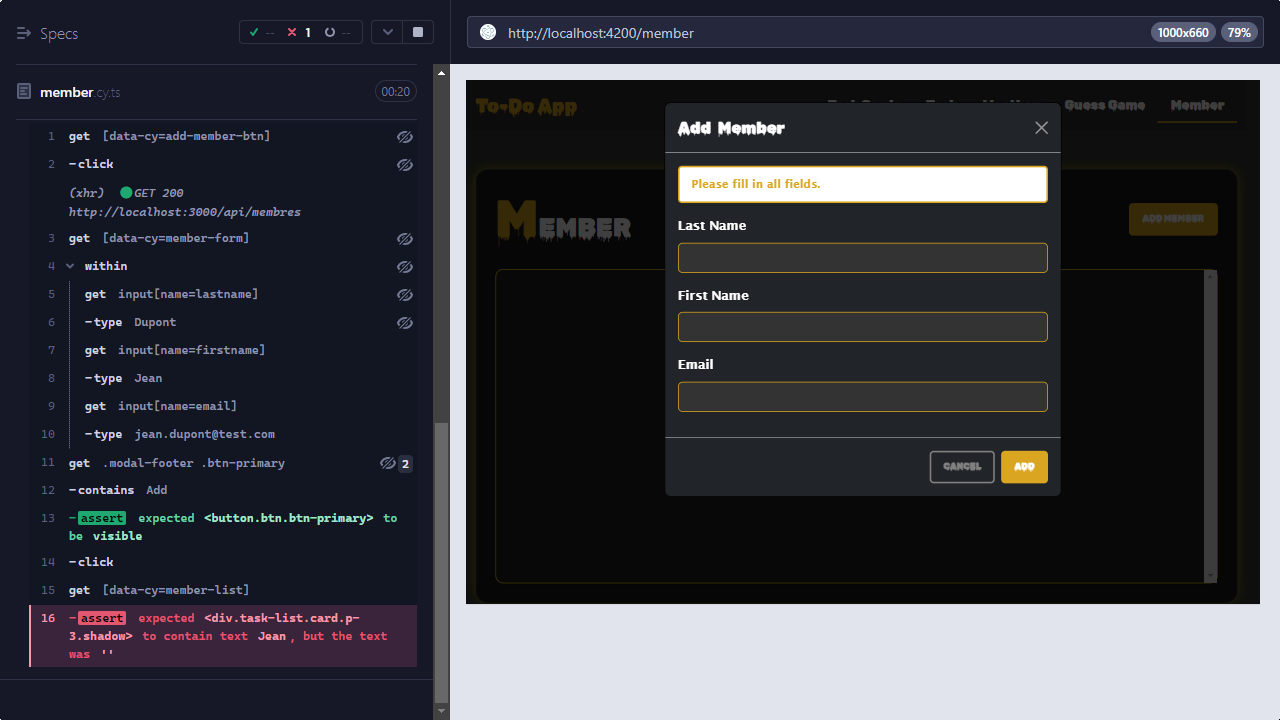 Specs
-- 1 --
member.cy.ts
00:20
1 get [data-cy=add-member-btn]
2 -click
(xhr) GET 200
http://localhost:3000/api/membres
3 get [data-cy=member-form]
4 within
5 get input[name=lastname]
6 -type Dupont
7 get input[name=firstname]
8 -type Jean
9 get input[name=email]
10 -type jean.dupont@test.com
11 get .modal-footer .btn-primary 2
12 -contains Add
13 -assert expected <button.btn.btn-primary> to
be visible
14 -click
15 get [data-cy=member-list]
16 -assert expected <div.task-list.card.p-
3.shadow> to contain text Jean, but the text
was ''
http://localhost:4200/member
1000x660 79%
To-Do App
Guess Game Member
Member
ADD MEMBER
Add Member
Please fill in all fields.
Last Name
First Name
Email
CANCEL ADD